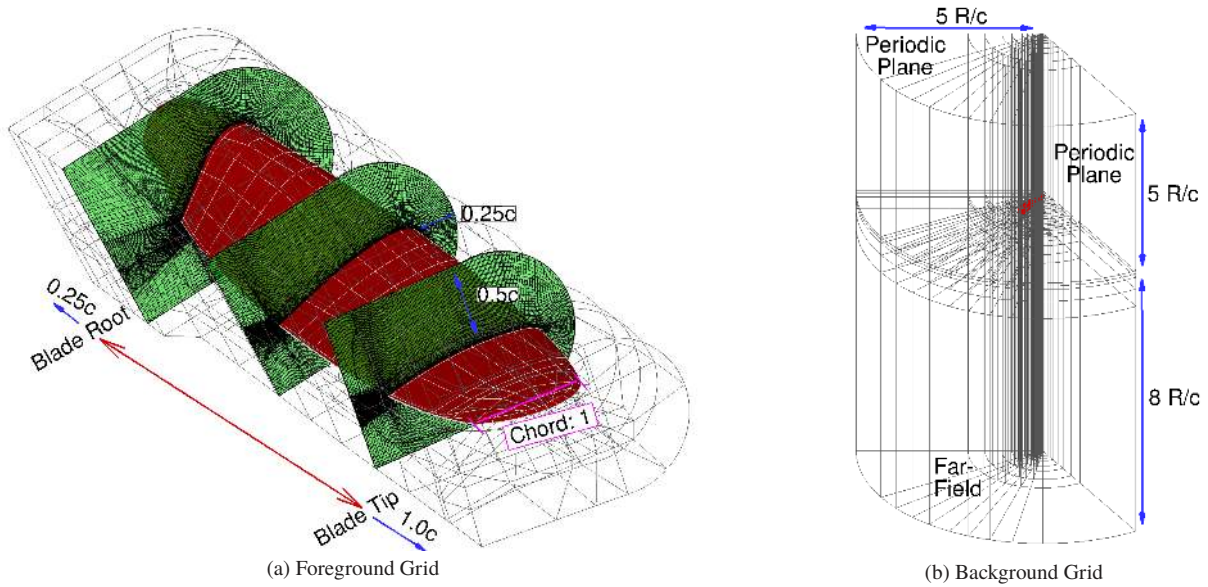 0.25c
0.5c
0.25c
Blade Root
Chord: 1
Blade Tip
1.0c
(a) Foreground Grid
5 R/c
Periodic
Plane
Periodic
Plane
5 R/c
8 R/c
Far-
Field
(b) Background Grid